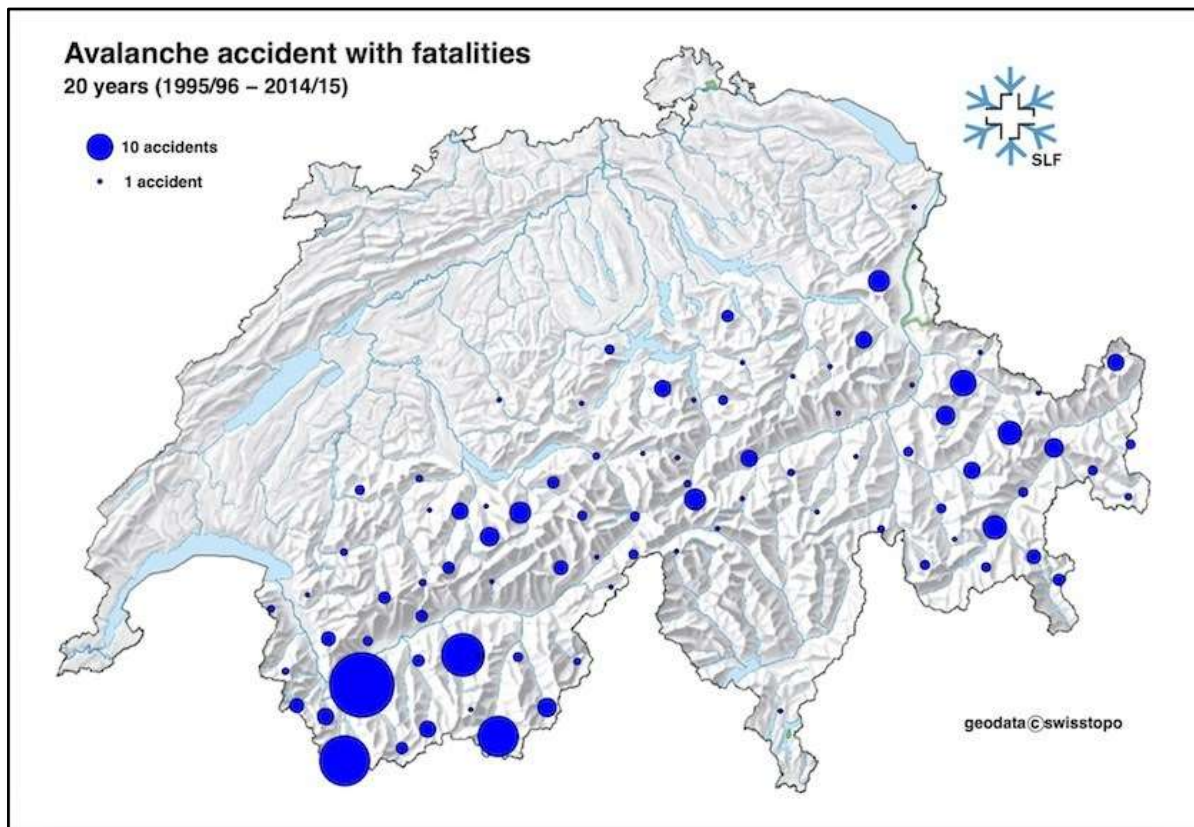 Avalanche accident with fatalities
20 years (1995/96 – 2014/15)
10 accidents
1 accident
SLF
geodata©swisstopo